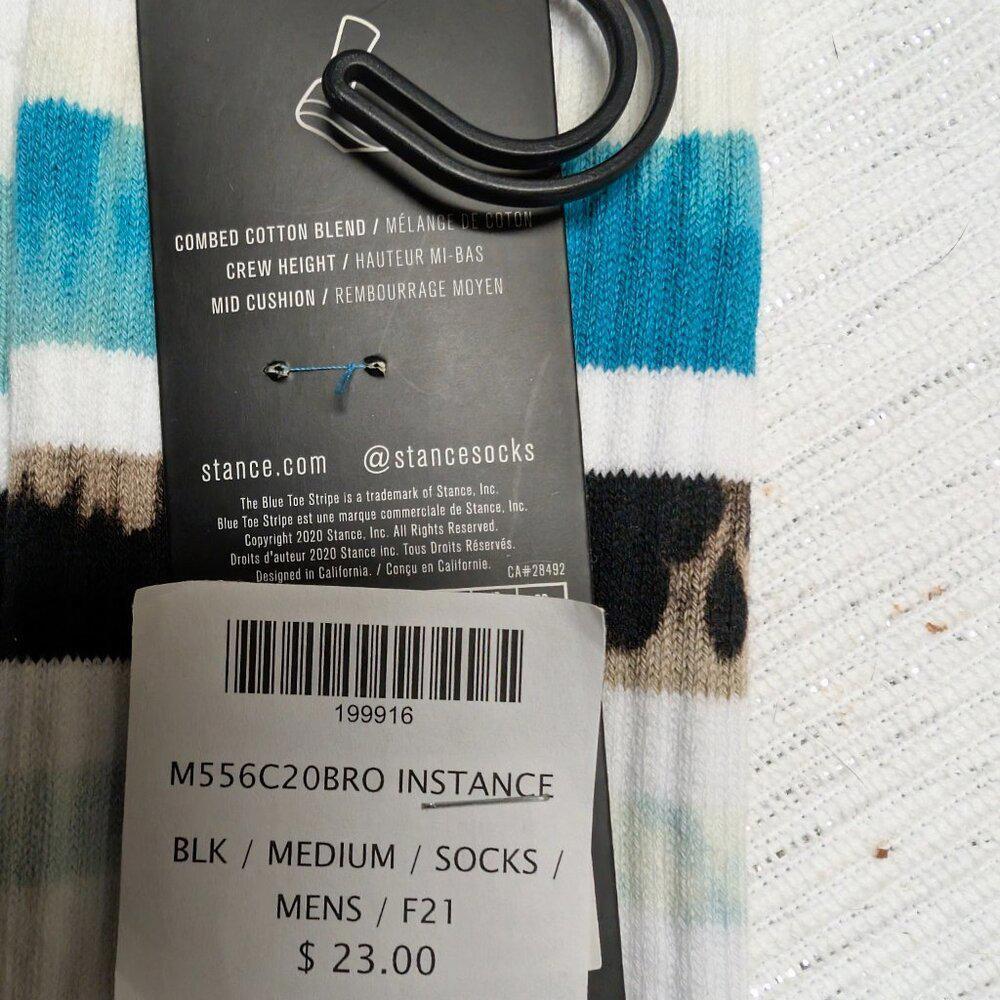 COMBED COTTON BLEND / MÉLANGE DE COTON
CREW HEIGHT / HAUTEUR MI-BAS
MID CUSHION / REMBOURRAGE MOYEN
stance.com @stancesocks
The Blue Toe Stripe is a trademark of Stance, Inc.
Blue Toe Stripe est une marque commerciale de Stance, Inc.
Copyright 2020 Stance, Inc. All Rights Reserved.
Droits d'auteur 2020 Stance inc. Tous Droits Réservés.
Designed in California. / Conçu en Californie. CA#28492
199916
M556C20BRO INSTANCE
BLK / MEDIUM / SOCKS /
MENS / F21
$ 23.00